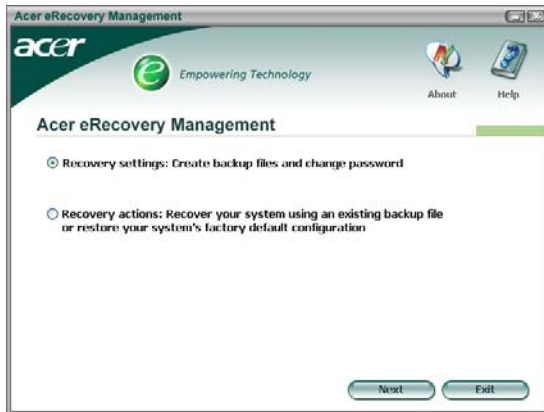 Acer eRecovery Management
acer
e
Empowering Technology
About
Help
Acer eRecovery Management
Recovery settings: Create backup files and change password
Recovery actions: Recover your system using an existing backup file
or restore your system's factory default configuration
Next
Exit